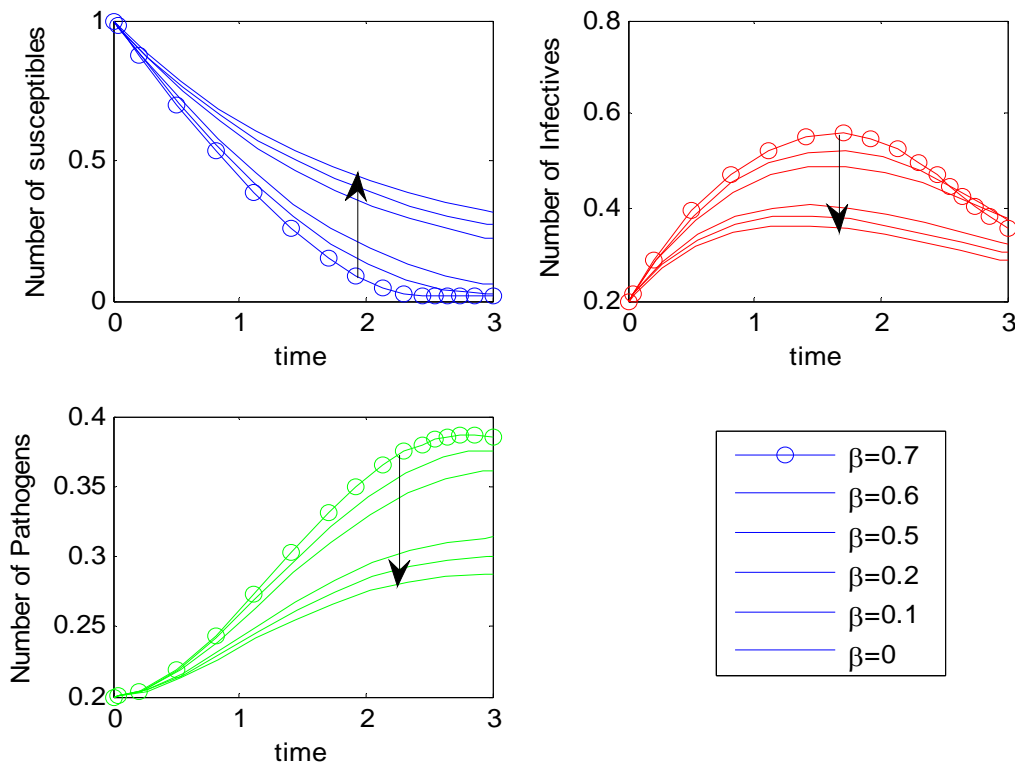 1
0.5
0
0
1
2
3
time
Number of susceptibles
0.8
0.6
0.4
0.2
0
1
2
3
time
Number of Infectives
0.4
0.35
0.3
0.25
0.2
0
1
2
3
time
Number of Pathogens
β=0.7
β=0.6
β=0.5
β=0.2
β=0.1
β=0